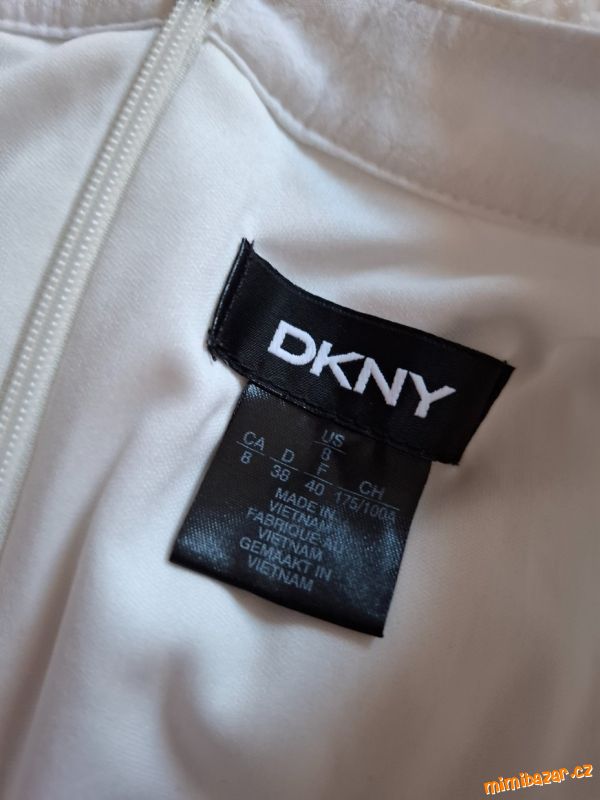 DKNY
US
8
CA D F CH
8 38 40 175/100A
MADE IN
VIETNAM
FABRIQUE AU
VIETNAM
GEMAAKT IN
VIETNAM
mimibazar.cz